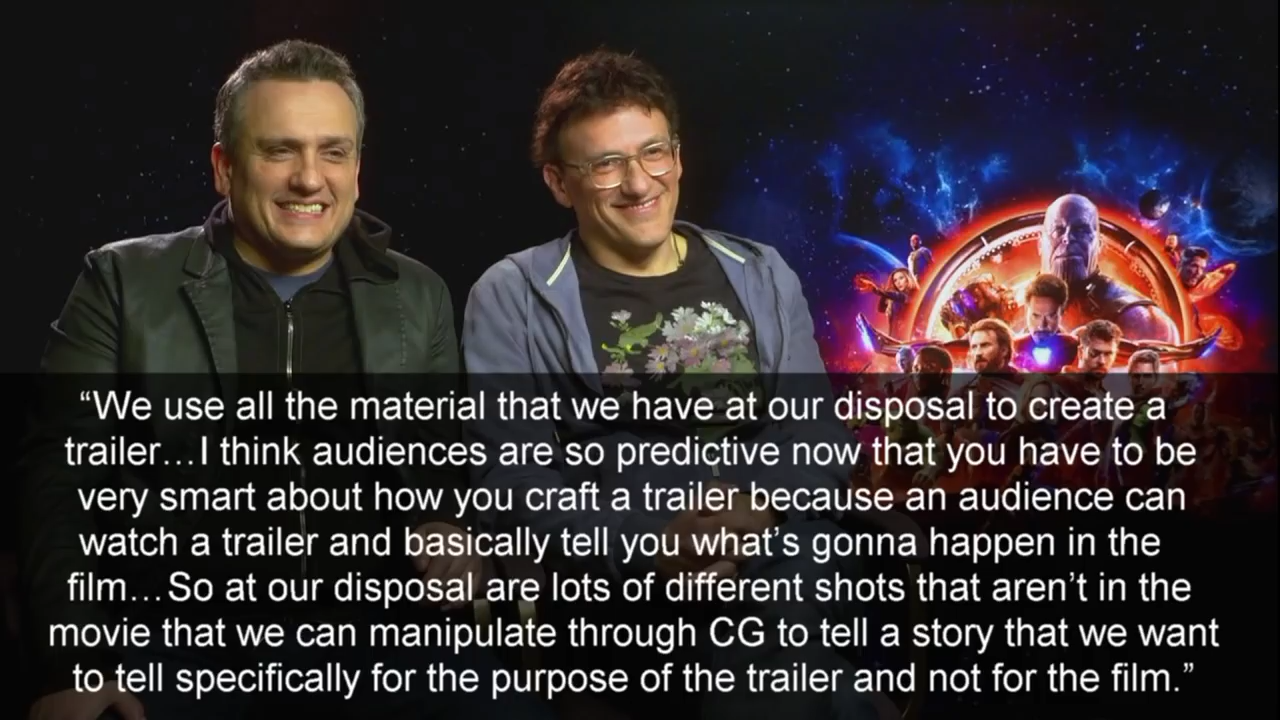 “We use all the material that we have at our disposal to create a
trailer…I think audiences are so predictive now that you have to be
very smart about how you craft a trailer because an audience can
watch a trailer and basically tell you what’s gonna happen in the
film…So at our disposal are lots of different shots that aren’t in the
movie that we can manipulate through CG to tell a story that we want
to tell specifically for the purpose of the trailer and not for the film.”